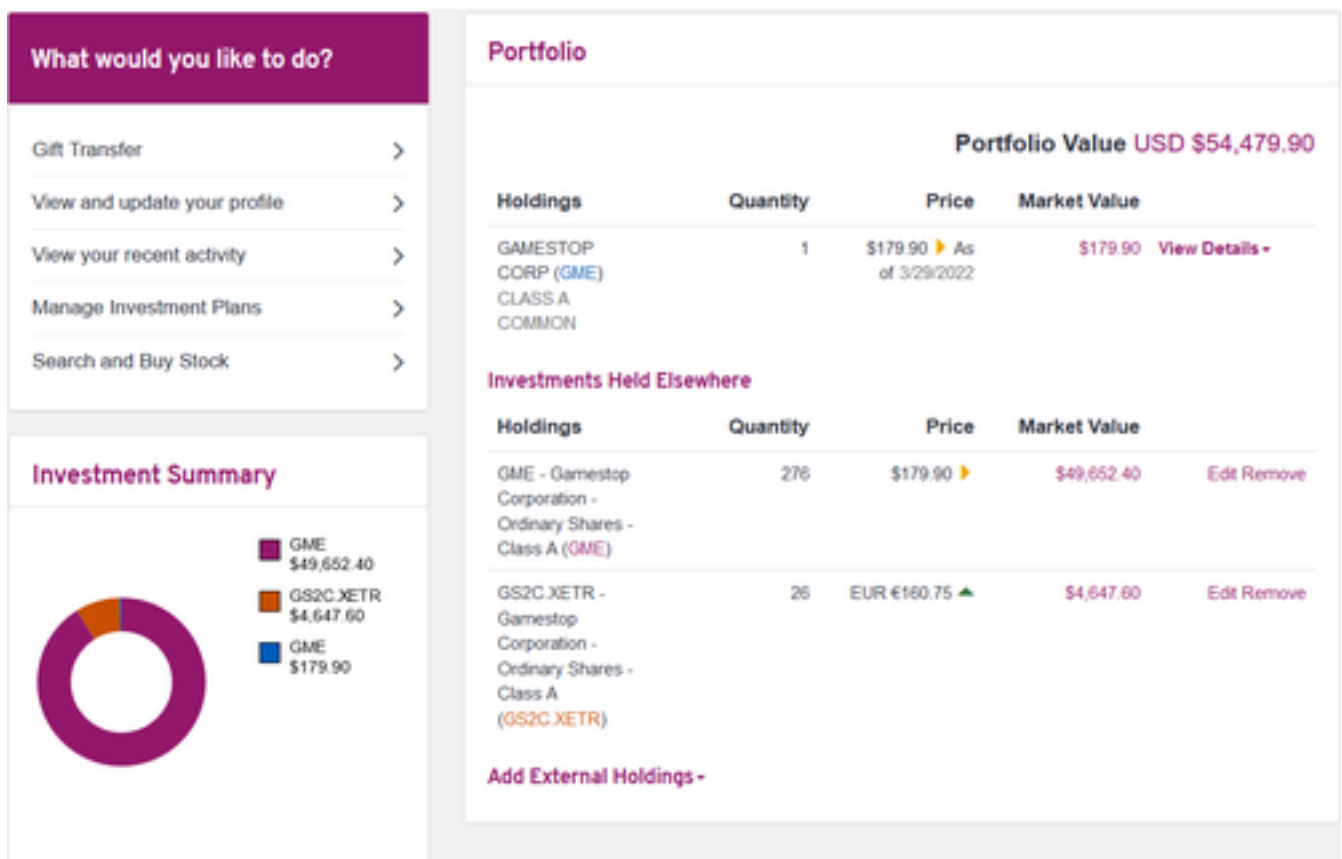 What would you like to do?
Gift Transfer
View and update your profile
View your recent activity
Manage Investment Plans
Search and Buy Stock
Investment Summary
GME
$49,652.40
GS2C.XETR
$4,647.60
GME
$179.90
Portfolio
Portfolio Value USD $54,479.90
Holdings Quantity Price Market Value
GAMESTOP 1 $179.90 As $179.90 View Details
CORP (GME) of 3/29/2022
CLASS A
COMMON
Investments Held Elsewhere
Holdings Quantity Price Market Value
GME - Gamestop 276 $179.90 $49,652.40 Edit Remove
Corporation -
Ordinary Shares -
Class A (GME)
GS2C.XETR - 26 EUR €160.75 $4,647.60 Edit Remove
Gamestop
Corporation -
Ordinary Shares -
Class A
(GS2C.XETR)
Add External Holdings